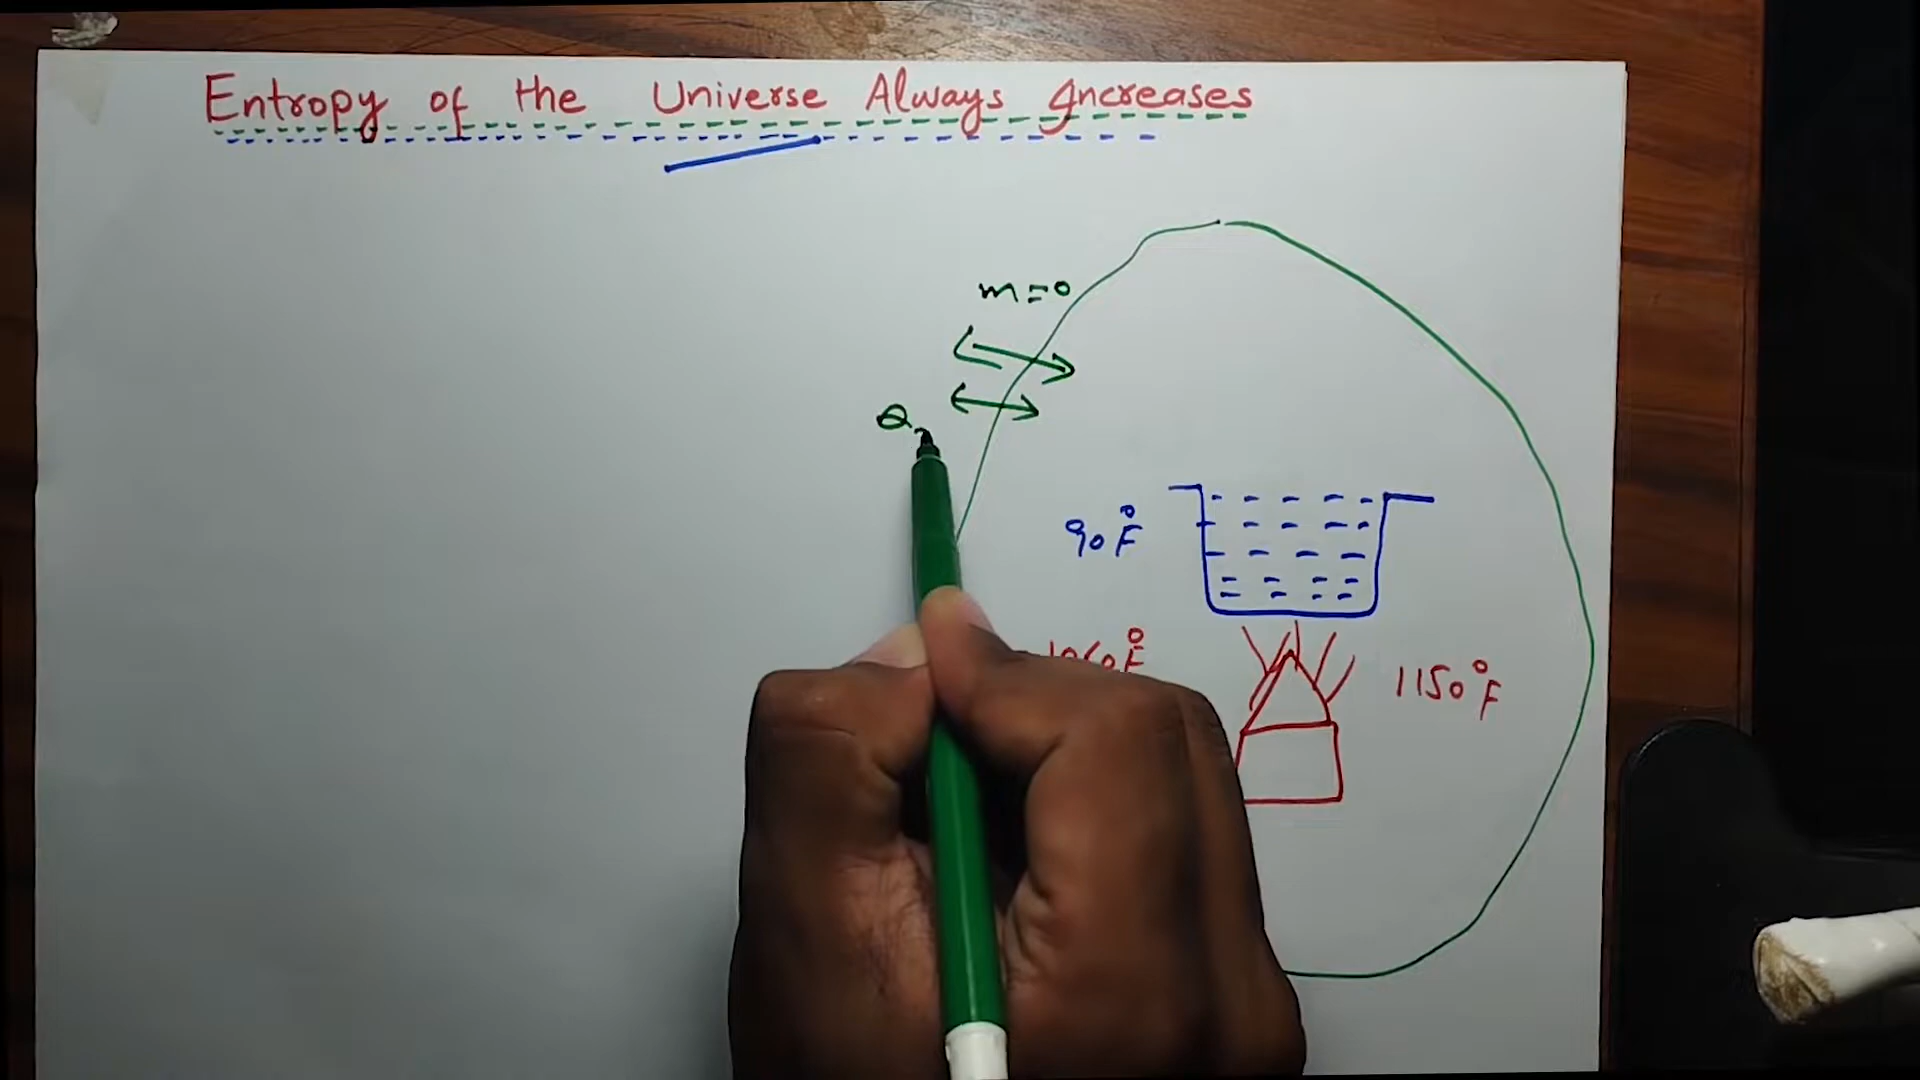 Entropy of the Universe Always Increases
m=0
Q
90°F
1150°F